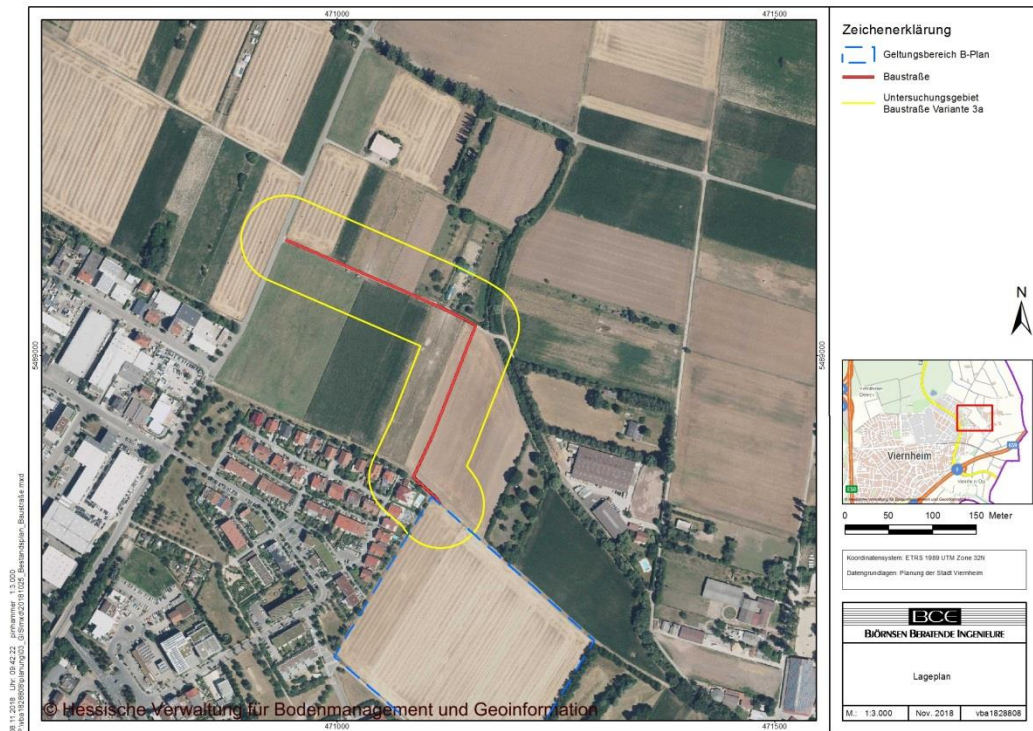 471000
471500
5489000
5489000
© Hessische Verwaltung für Bodenmanagement und Geoinformation
471000
471500
Zeichenerklärung
Geltungsbereich B-Plan
Baustraße
Untersuchungsgebiet
Baustraße Variante 3a
N
Viernheim
0 50 100 150 Meter
Koordinatensystem: ETRS 1989 UTM Zone 32N
Datengrundlagen: Planung der Stadt Viernheim
BCE
BJÖRNSEN BERATENDE INGENIEURE
Lageplan
M.: 1:3.000 Nov. 2018 vba1828808